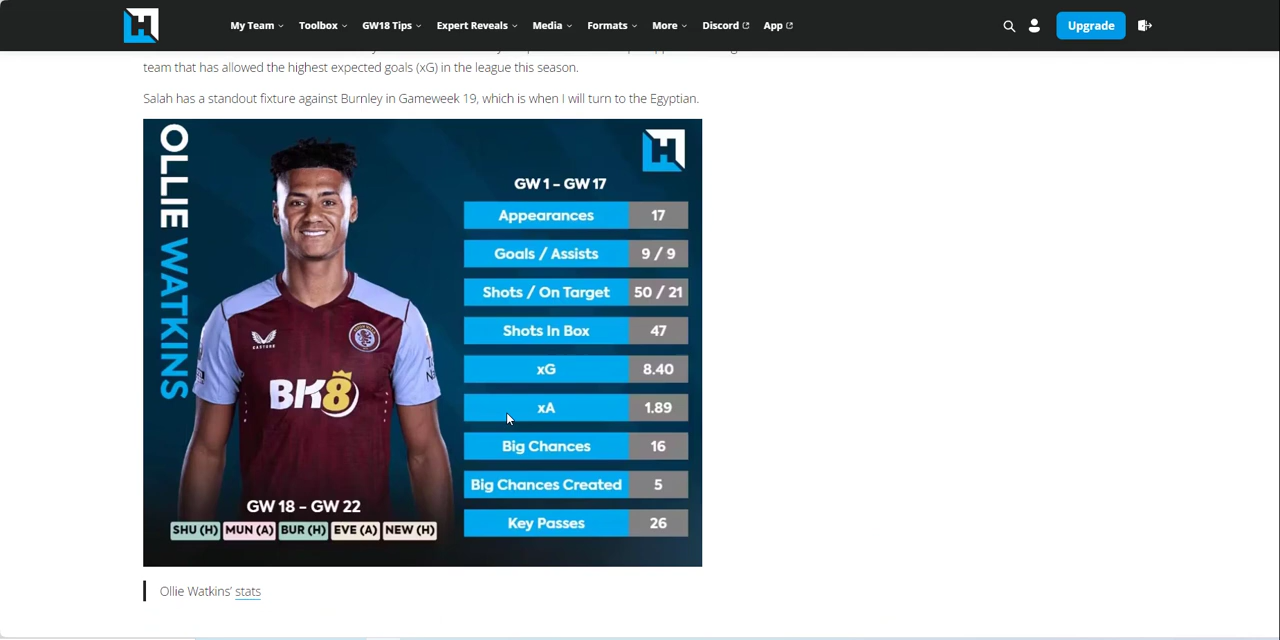 My Team
Toolbox
GW18 Tips
Expert Reveals
Media
Formats
More
Discord
App
Upgrade
team that has allowed the highest expected goals (xG) in the league this season.
Salah has a standout fixture against Burnley in Gameweek 19, which is when I will turn to the Egyptian.
OLLIE WATKINS
GW 1 - GW 17
Appearances 17
Goals / Assists 9 / 9
Shots / On Target 50 / 21
Shots In Box 47
xG 8.40
xA 1.89
Big Chances 16
Big Chances Created 5
Key Passes 26
CASTORE
BK8
GW 18 - GW 22
SHU (H) MUN (A) BUR (H) EVE (A) NEW (H)
Ollie Watkins’ stats